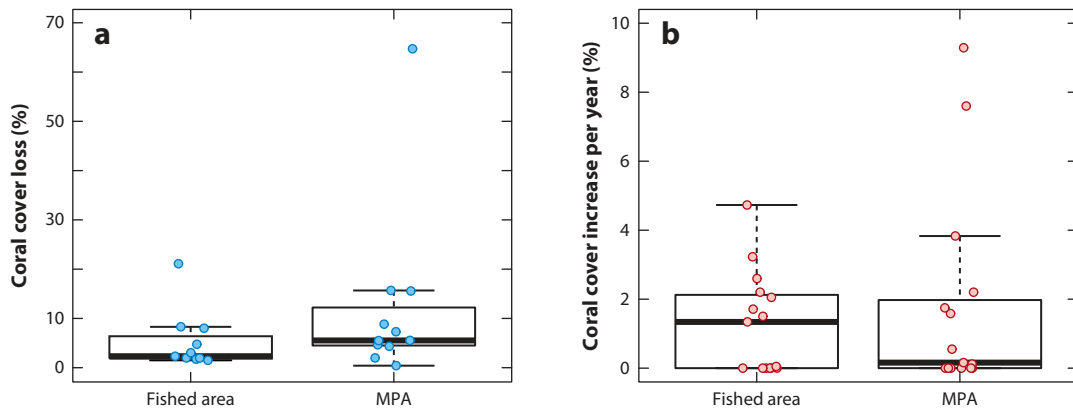 a
Coral cover loss (%)
70
50
30
10
0
Fished area
MPA
b
Coral cover increase per year (%)
10
8
6
4
2
0
Fished area
MPA